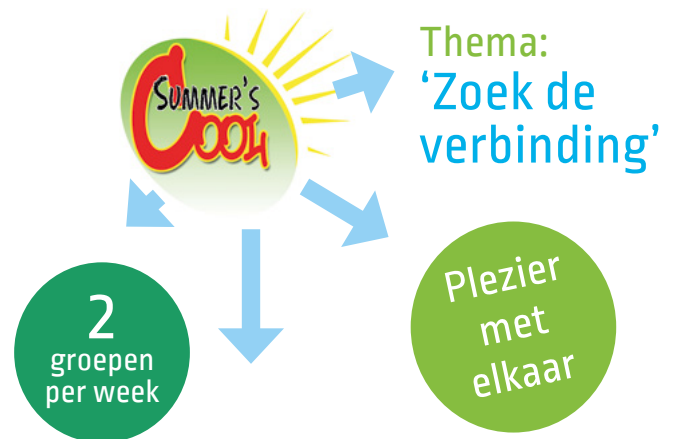 SUMMER'S
COOL
Thema:
‘Zoek de
verbinding’
2
groepen
per week
Plezier
met
elkaar